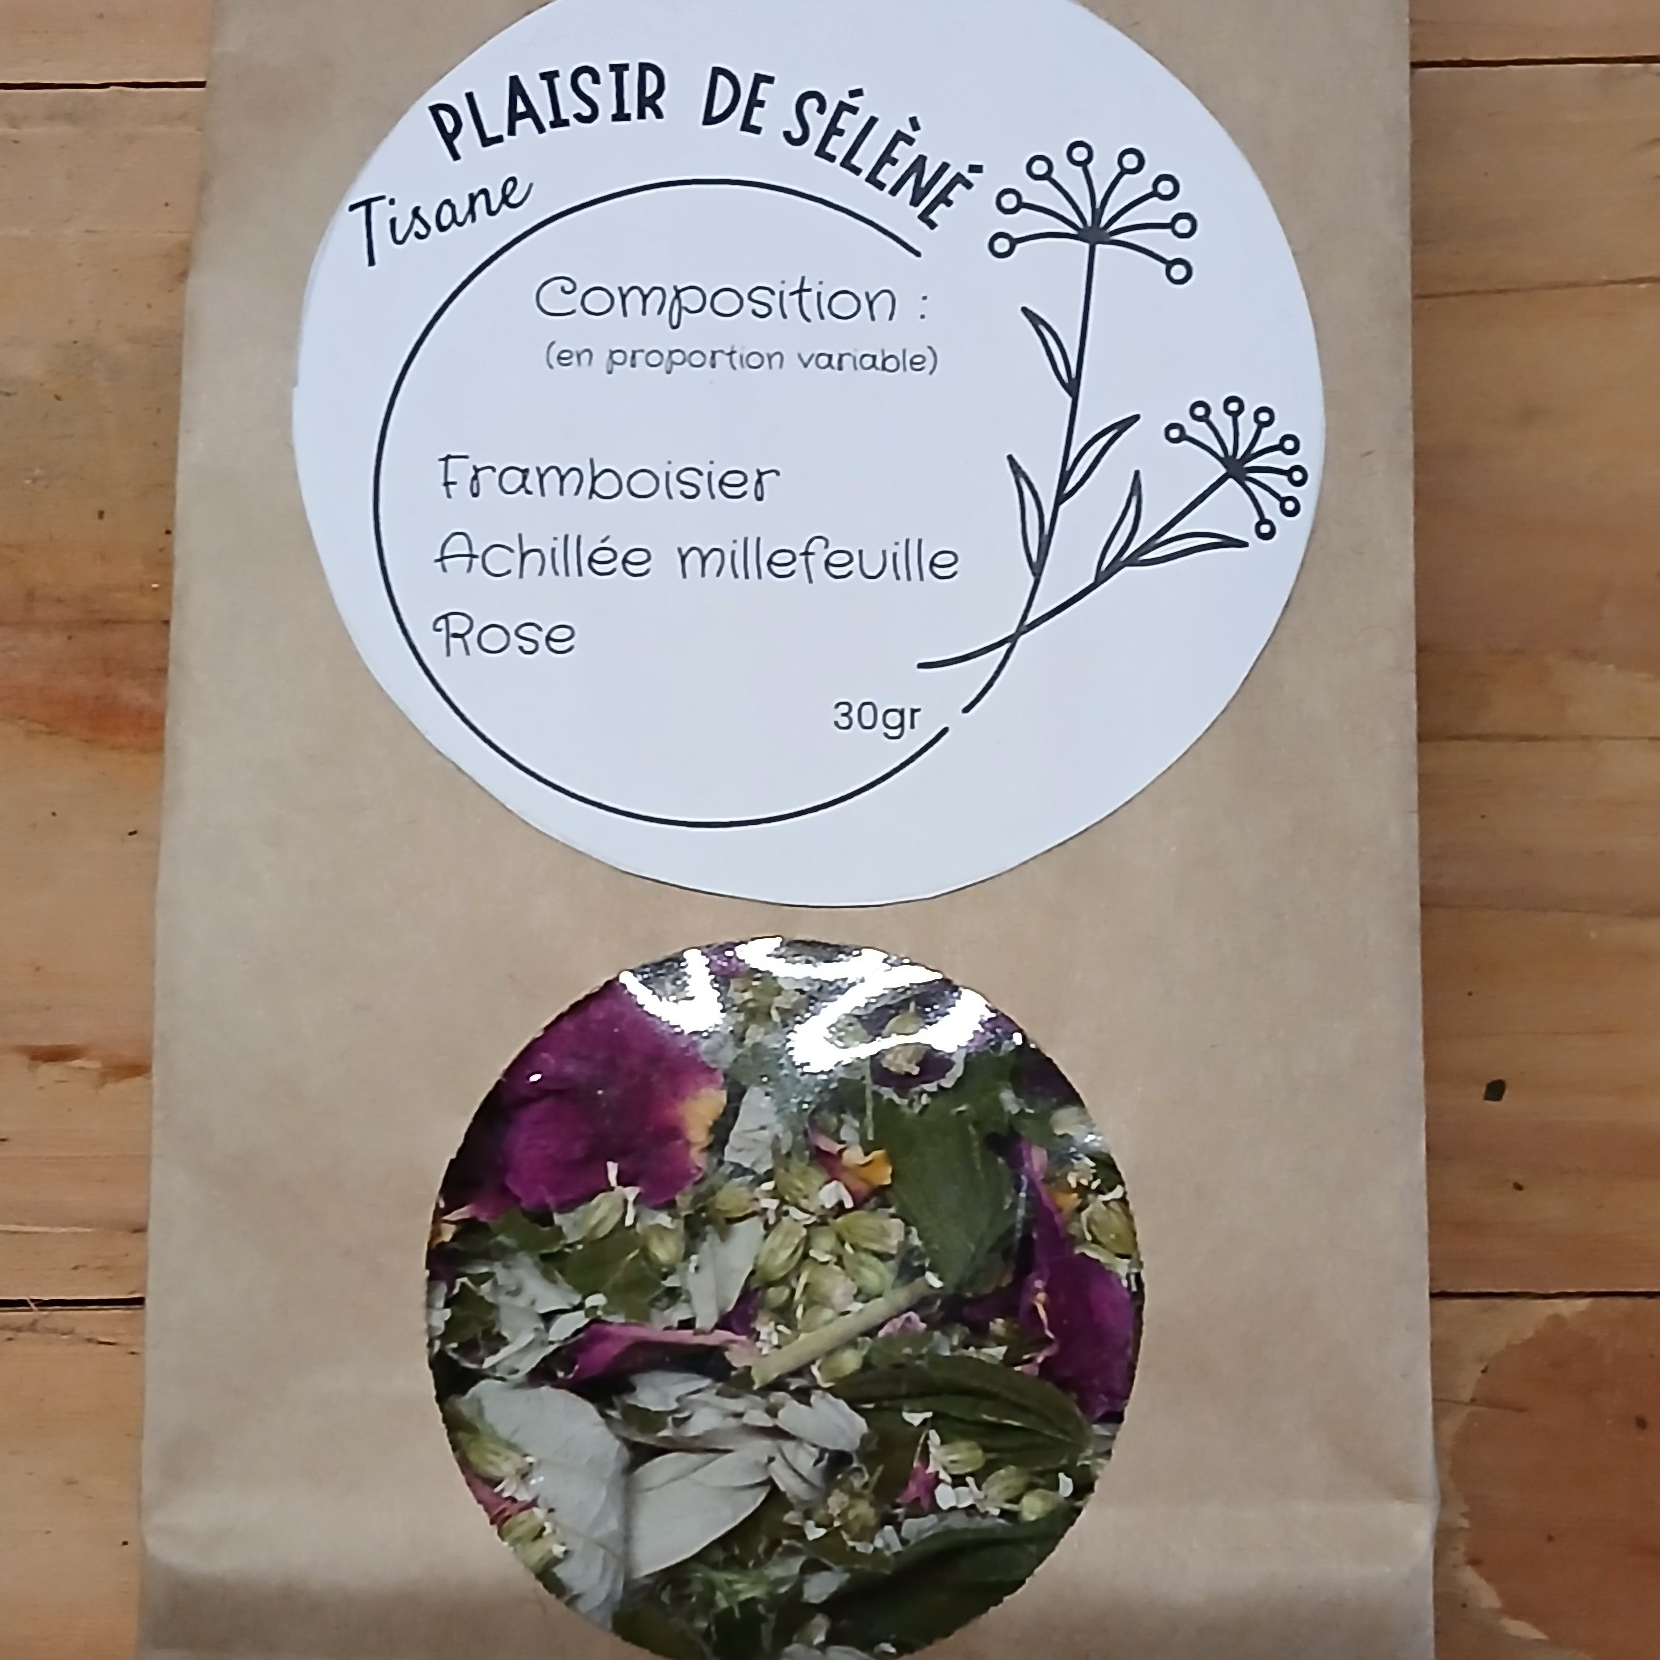 PLAISIR DE SÉLÈNÉ
Tisane
Composition :
(en proportion variable)
Framboisier
Achillée millefeuille
Rose
30gr